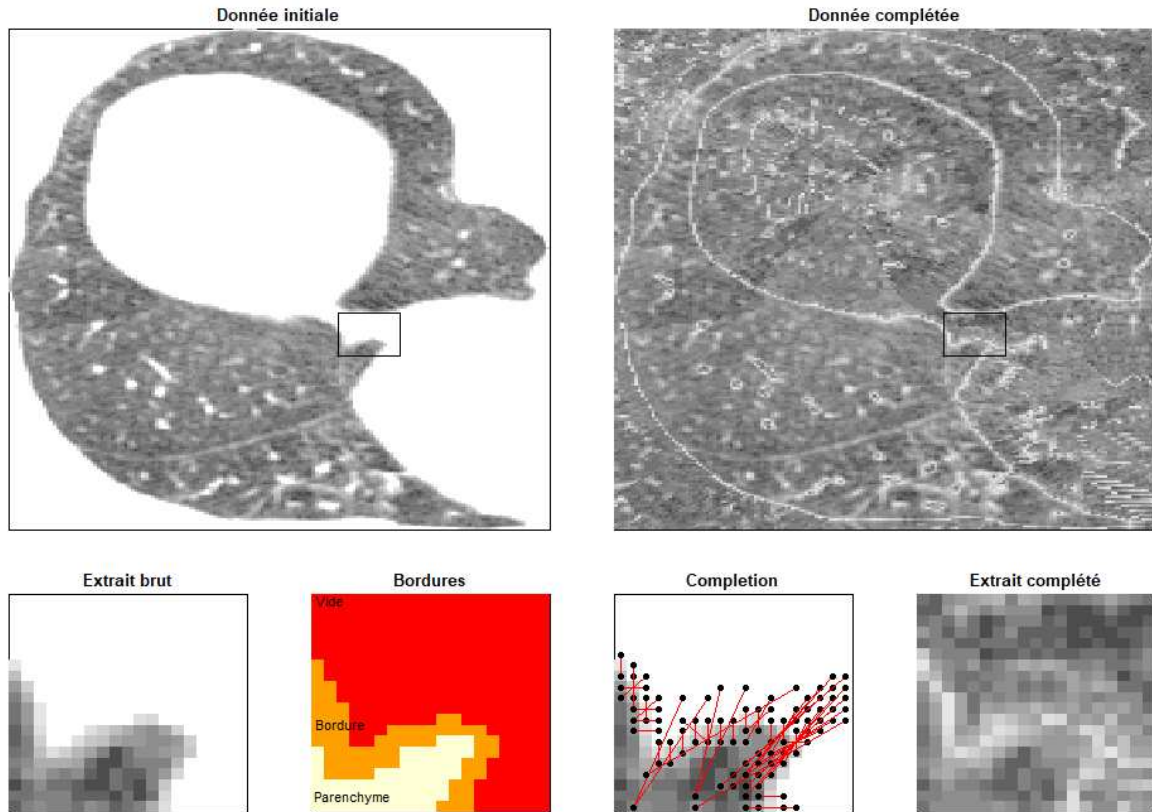 Donnée initiale
Donnée complétée
Extrait brut
Bordures
Completion
Extrait complété
Vide
Bordure
Parenchyme